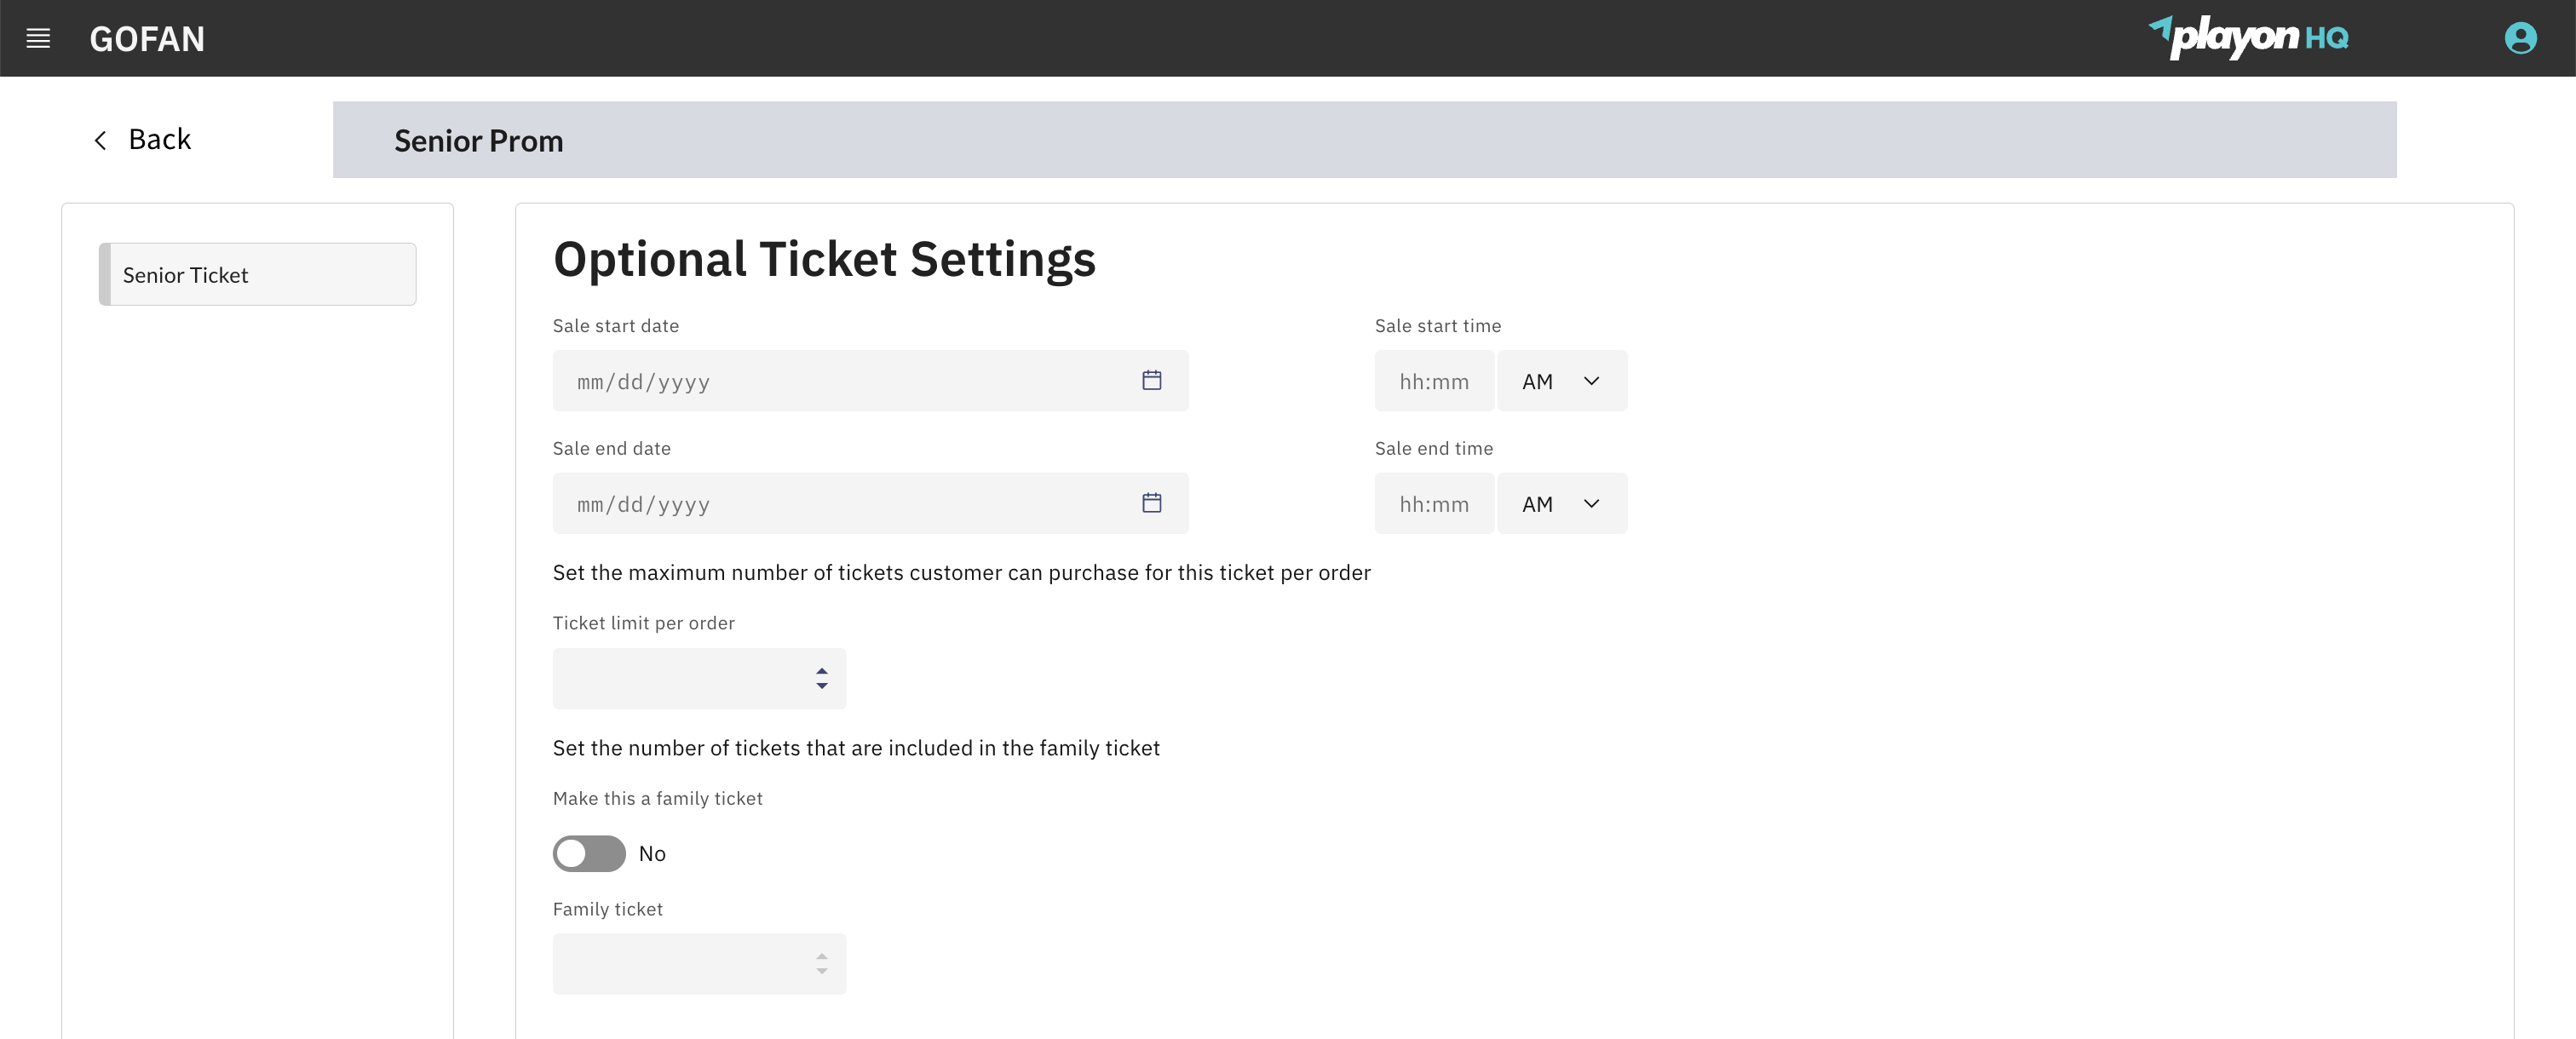 GOFAN
playon HQ
Back
Senior Prom
Senior Ticket
Optional Ticket Settings
Sale start date
Sale start time
mm/dd/yyyy
hh:mm
AM
Sale end date
Sale end time
mm/dd/yyyy
hh:mm
AM
Set the maximum number of tickets customer can purchase for this ticket per order
Ticket limit per order
Set the number of tickets that are included in the family ticket
Make this a family ticket
No
Family ticket